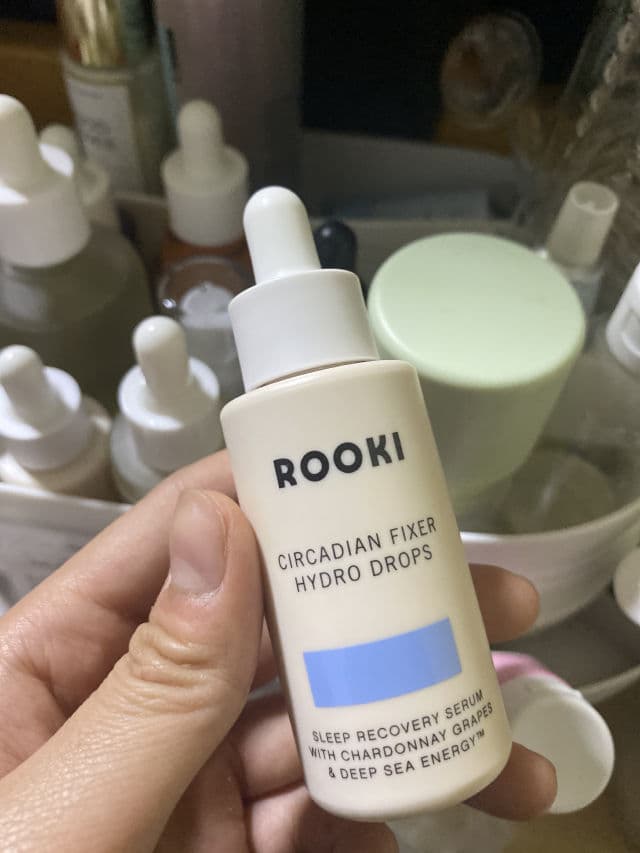 ROOKI
CIRCADIAN FIXER
HYDRO DROPS
SLEEP RECOVERY SERUM
WITH CHARDONNAY GRAPES
& DEEP SEA ENERGY™